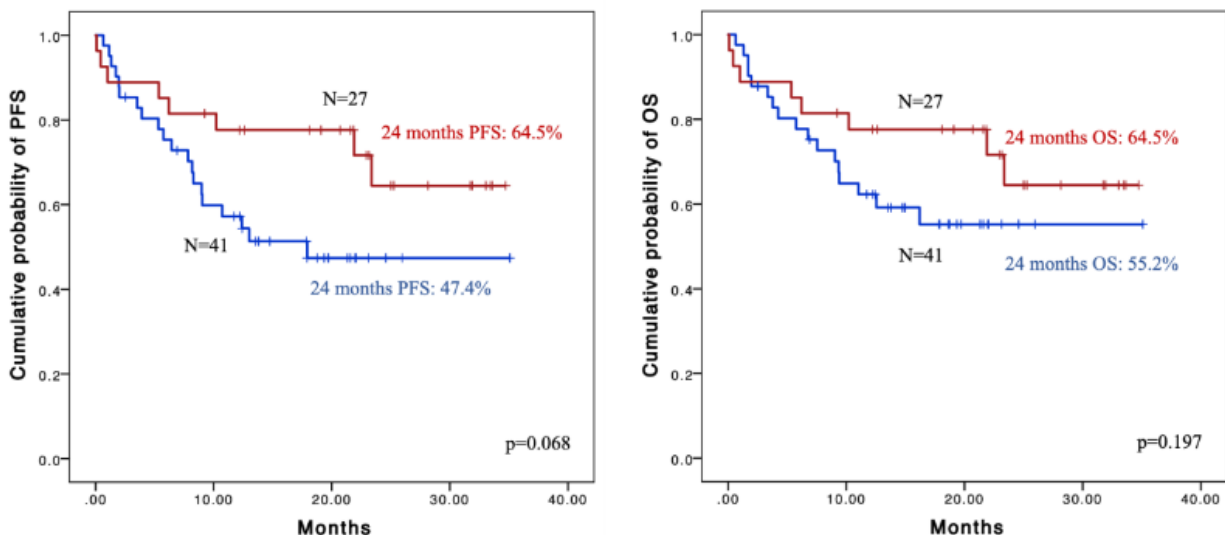 Cumulative probability of PFS
1.0
0.8
0.6
0.4
0.2
0.0
N=27
24 months PFS: 64.5%
N=41
24 months PFS: 47.4%
p=0.068
.00 10.00 20.00 30.00 40.00
Months
Cumulative probability of OS
1.0
0.8
0.6
0.4
0.2
0.0
N=27
24 months OS: 64.5%
N=41
24 months OS: 55.2%
p=0.197
.00 10.00 20.00 30.00 40.00
Months